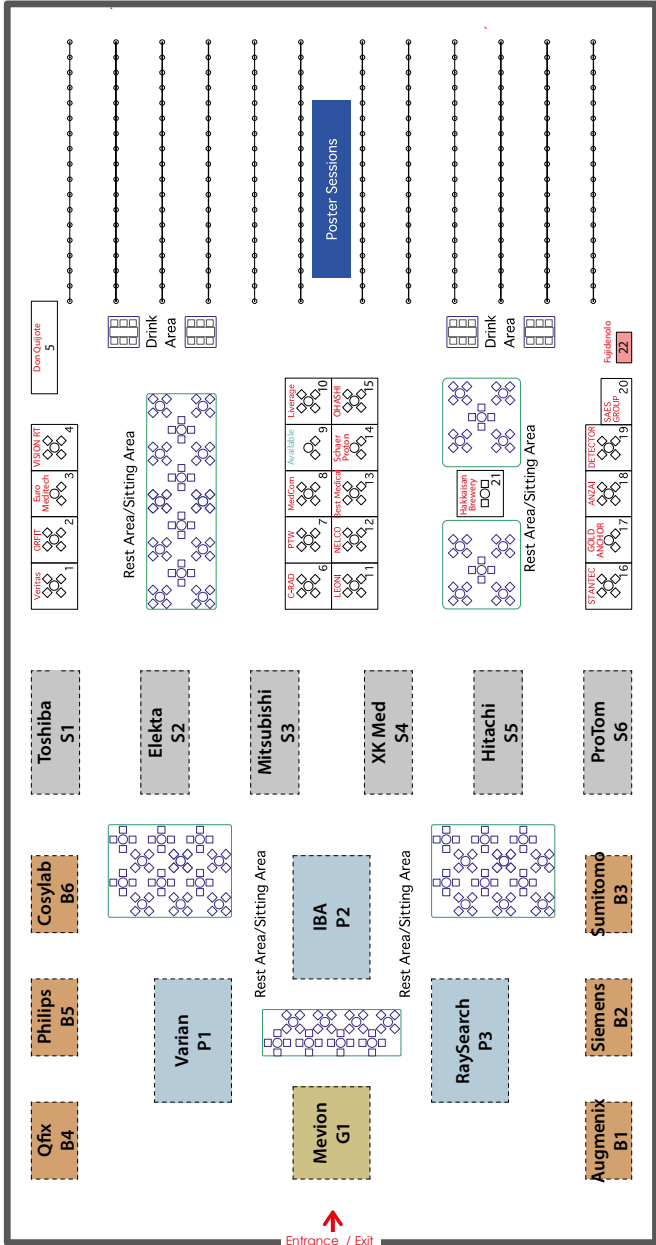 Poster Sessions
Don Quijote
5
Drink
Area
Drink
Area
Fujidenolo
22
VISION RT
4
Euro
Meditech
3
ORFIT
2
Veritas
1
Rest Area/Sitting Area
Liverage
10
OHASHI
15
Available
9
Schaer
Proton
14
MedCom
8
Best Medical
13
PTW
7
NELCO
12
C-RAD
6
LEONI
11
Hakkaisan
Brewery
21
Rest Area/Sitting Area
SAES
GROUP
20
DETECTOR
19
ANZAI
18
GOLD
ANCHOR
17
STANTEC
16
Toshiba
S1
Elekta
S2
Mitsubishi
S3
XK Med
S4
Hitachi
S5
ProTom
S6
Cosylab
B6
Rest Area/Sitting Area
IBA
P2
Rest Area/Sitting Area
Sumitomo
B3
Philips
B5
Varian
P1
RaySearch
P3
Siemens
B2
Qfix
B4
Mevion
G1
Augmenix
B1
Entrance / Exit